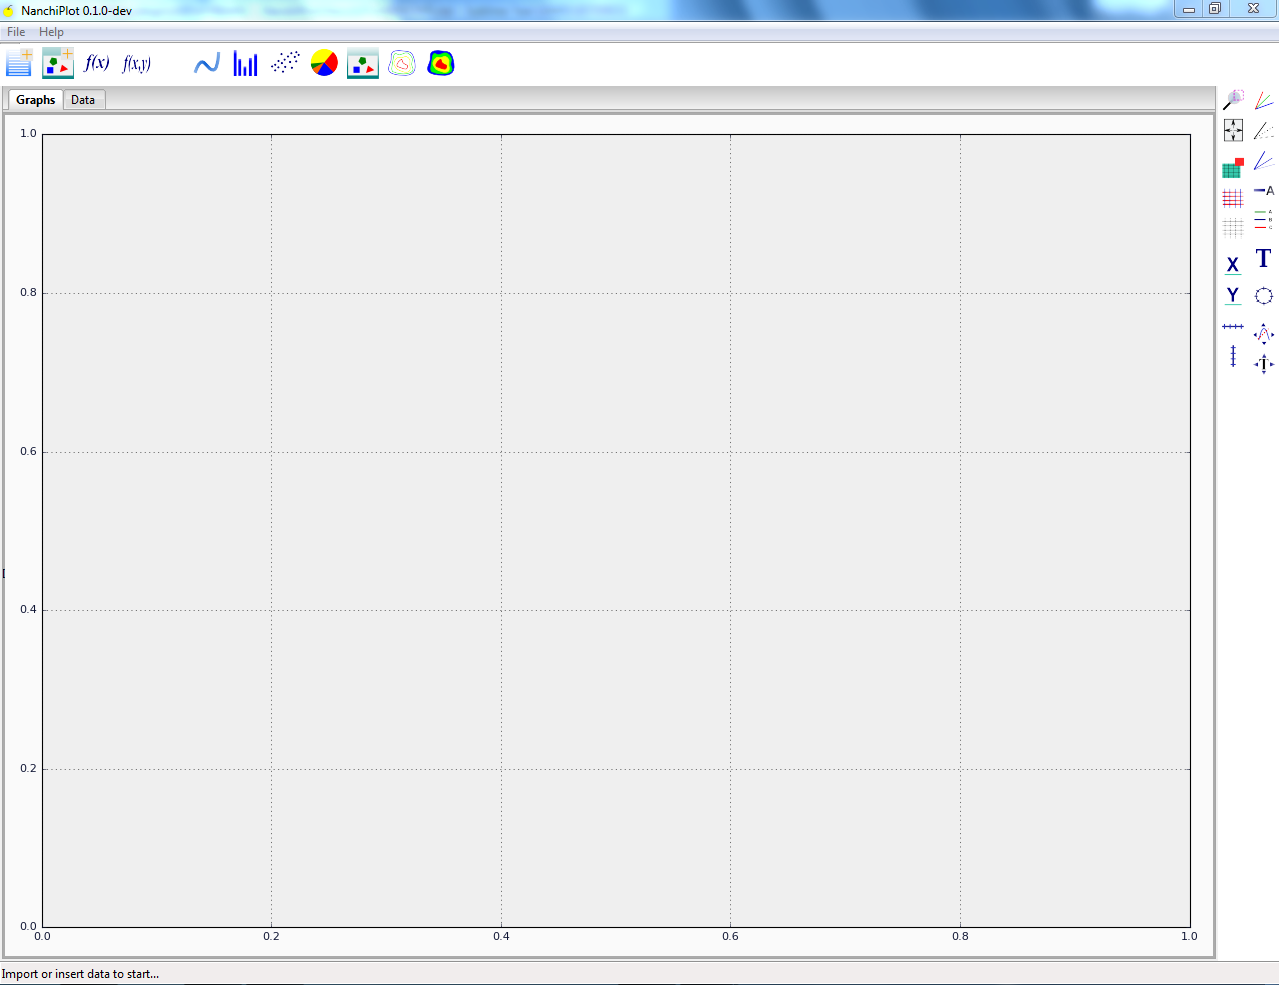 NanchiPlot 0.1.0-dev
File Help
f(x) f(x,y)
Graphs Data
1.0
0.8
0.6
0.4
0.2
0.0
0.0 0.2 0.4 0.6 0.8 1.0
A
A
B
C
X
T
Y
Import or insert data to start...